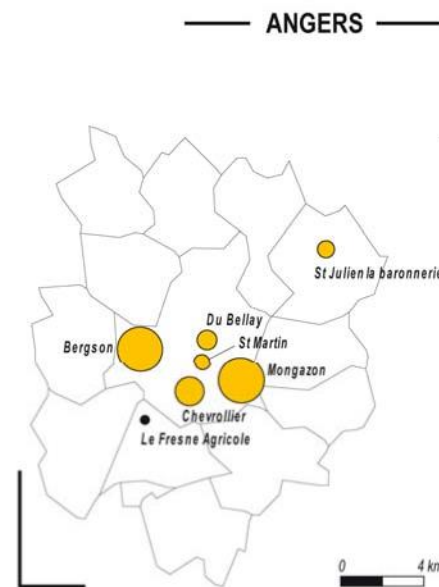 ANGERS
St Julien la baronnerie
Du Bellay
St Martin
Bergson
Mongazon
Chevrollier
Le Fresne Agricole
0 4 km